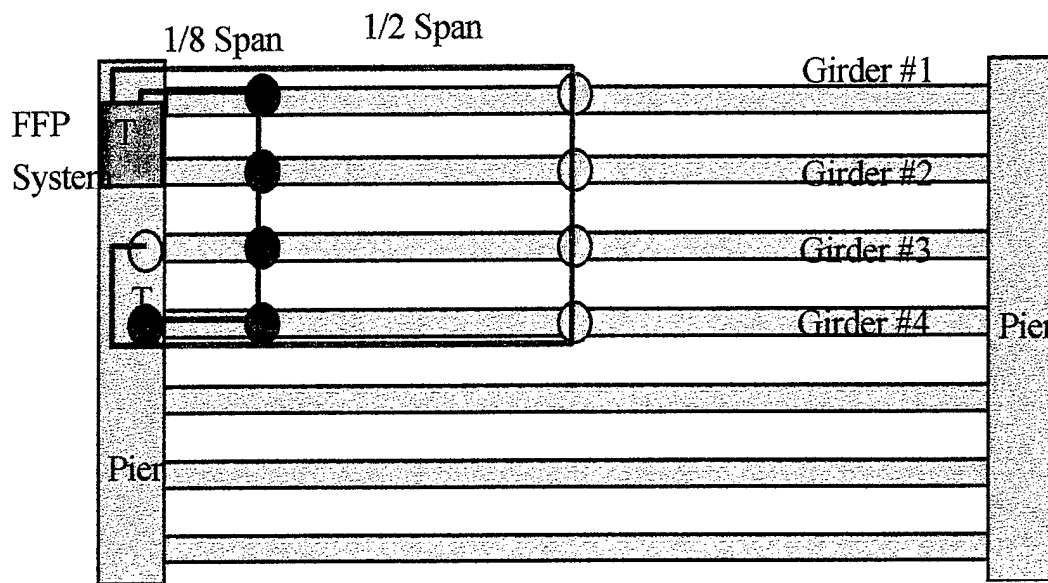 1/8 Span
1/2 Span
Girder #1
FFP
T
System
Girder #2
Girder #3
T
Girder #4
Pier
Pier